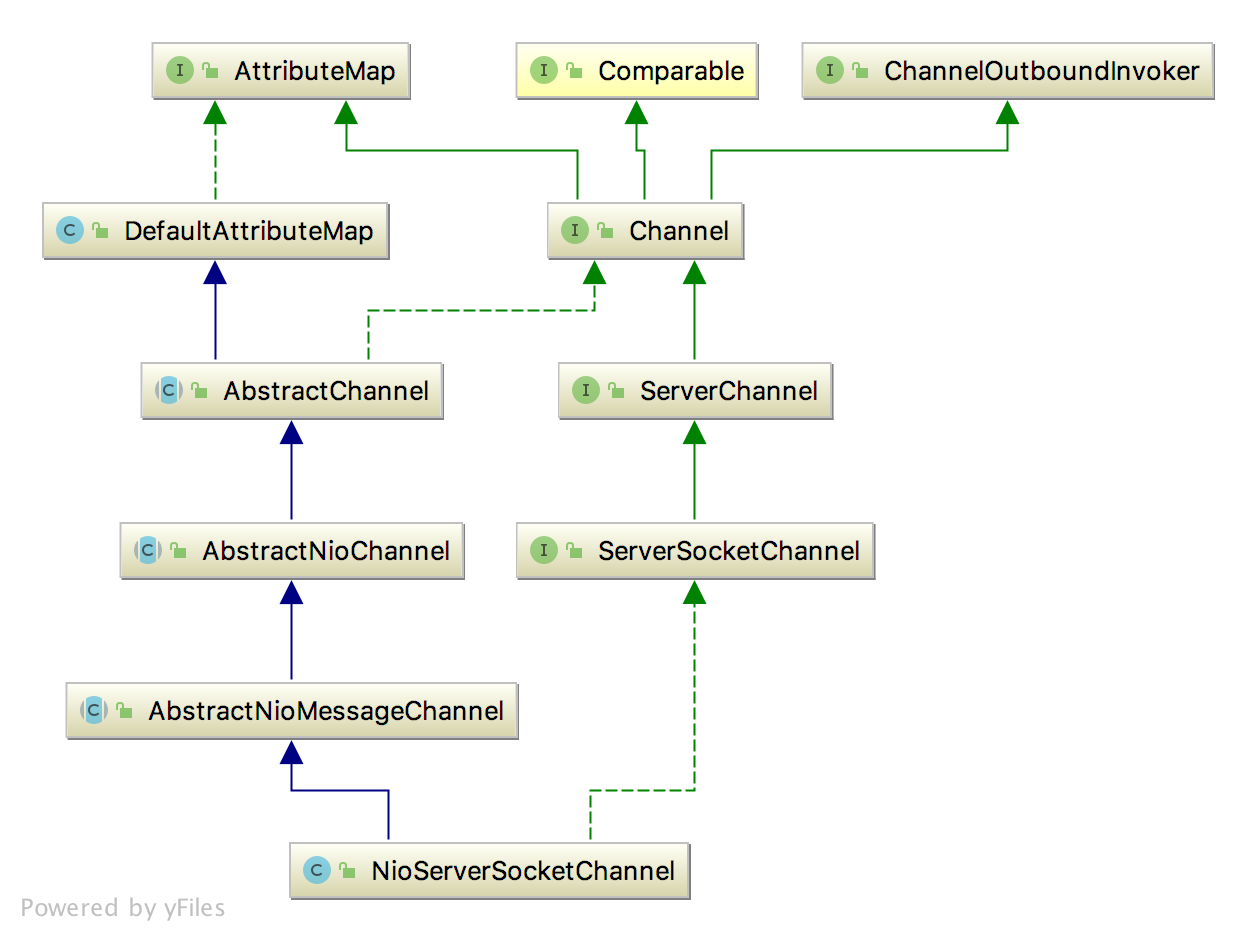 I AttributeMap
I Comparable
I ChannelOutboundInvoker
C DefaultAttributeMap
I Channel
C AbstractChannel
I ServerChannel
C AbstractNioChannel
I ServerSocketChannel
C AbstractNioMessageChannel
C NioServerSocketChannel
Powered by yFiles